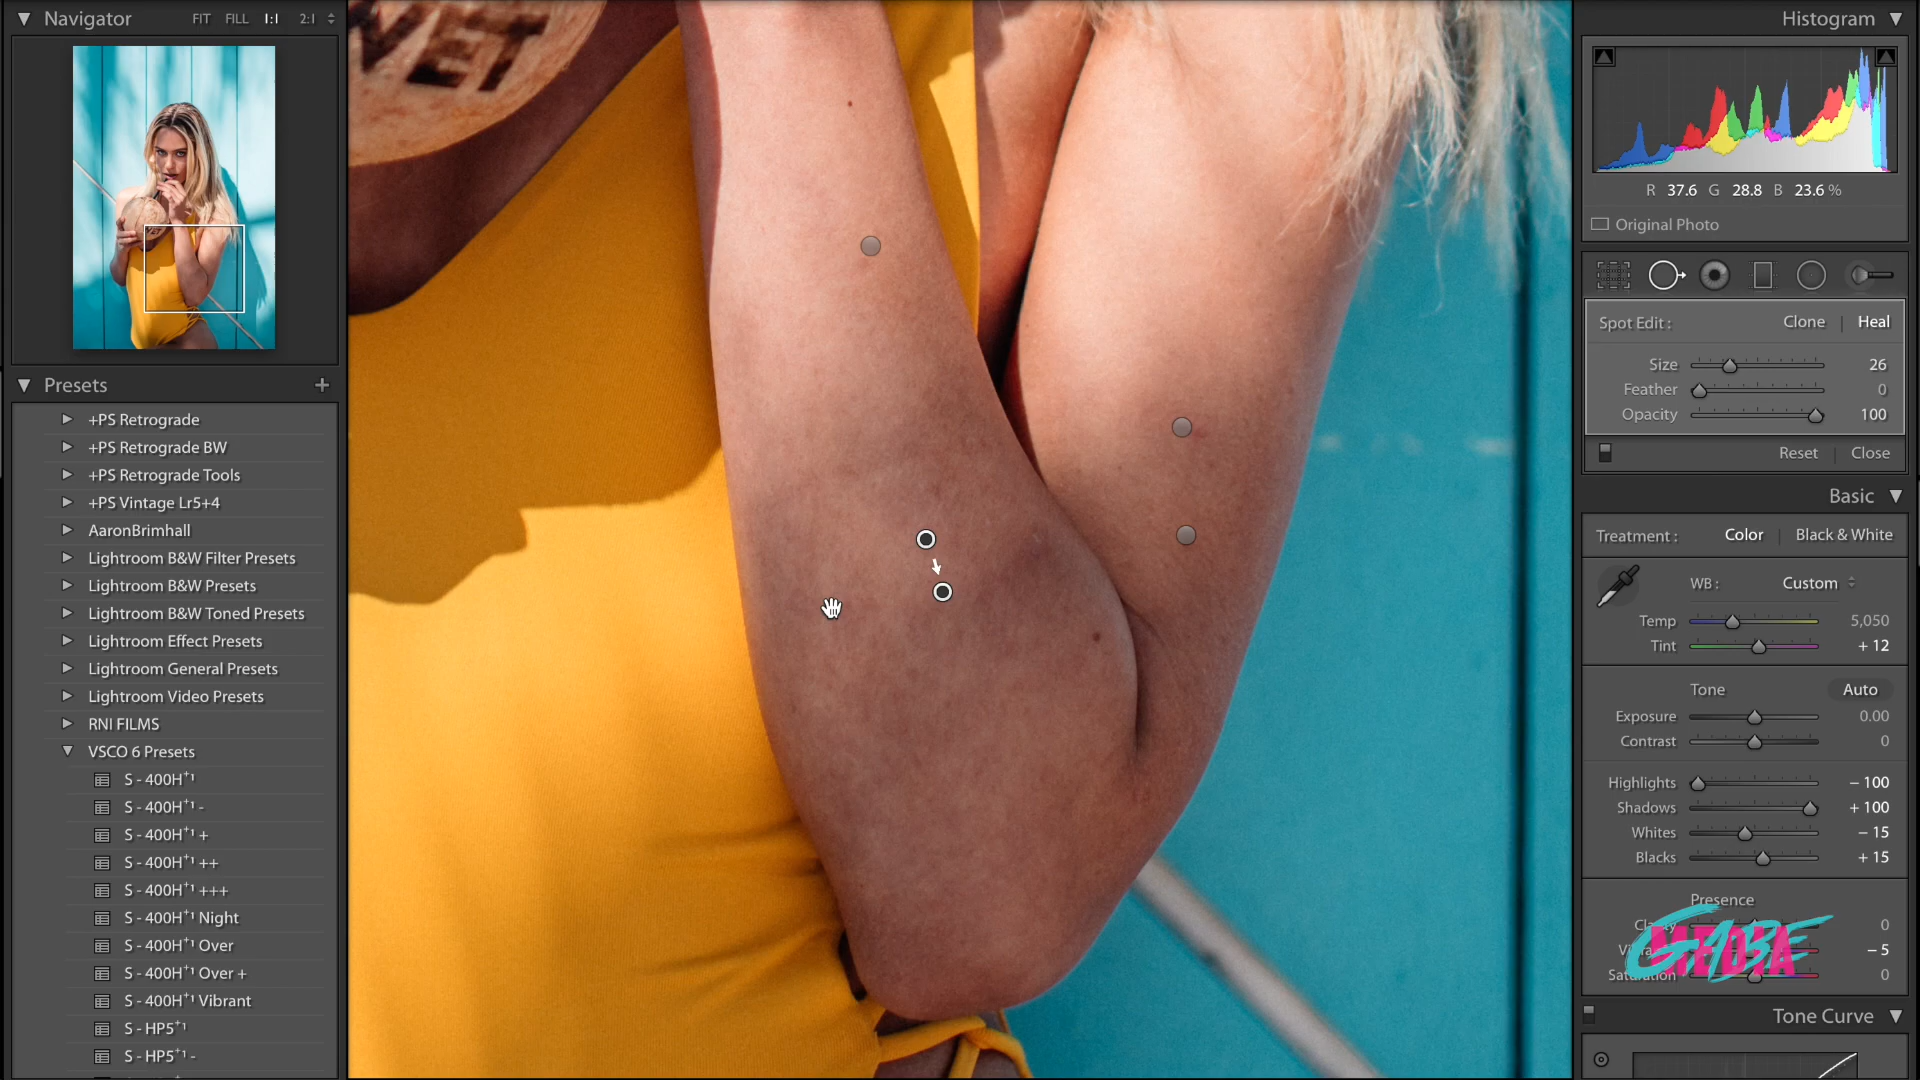 Navigator
FIT FILL 1:1 2:1
Presets +
+PS Retrograde
+PS Retrograde BW
+PS Retrograde Tools
+PS Vintage Lr5+4
AaronBrimhall
Lightroom B&W Filter Presets
Lightroom B&W Presets
Lightroom B&W Toned Presets
Lightroom Effect Presets
Lightroom General Presets
Lightroom Video Presets
RNI FILMS
VSCO 6 Presets
S - 400H⁺¹
S - 400H⁺¹ -
S - 400H⁺¹ +
S - 400H⁺¹ ++
S - 400H⁺¹ +++
S - 400H⁺¹ Night
S - 400H⁺¹ Over
S - 400H⁺¹ Over +
S - 400H⁺¹ Vibrant
S - HP5⁺¹
S - HP5⁺¹ -
Histogram
R 37.6 G 28.8 B 23.6 %
Original Photo
Spot Edit : Clone | Heal
Size 26
Feather 0
Opacity 100
Reset | Close
Basic
Treatment : Color | Black & White
WB : Custom
Temp 5,050
Tint + 12
Tone Auto
Exposure 0.00
Contrast 0
Highlights − 100
Shadows + 100
Whites − 15
Blacks + 15
Presence
0
− 5
0
GABE
MEDIA
Tone Curve